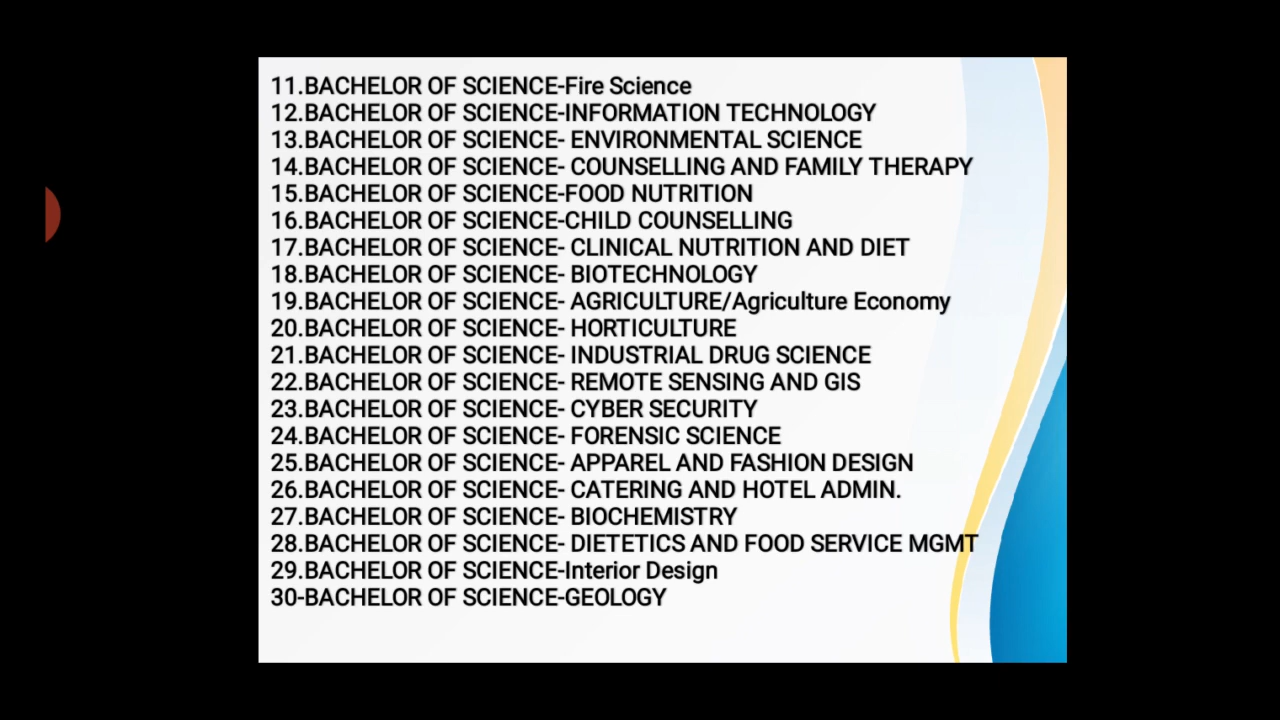 11.BACHELOR OF SCIENCE-Fire Science
12.BACHELOR OF SCIENCE-INFORMATION TECHNOLOGY
13.BACHELOR OF SCIENCE- ENVIRONMENTAL SCIENCE
14.BACHELOR OF SCIENCE- COUNSELLING AND FAMILY THERAPY
15.BACHELOR OF SCIENCE-FOOD NUTRITION
16.BACHELOR OF SCIENCE-CHILD COUNSELLING
17.BACHELOR OF SCIENCE- CLINICAL NUTRITION AND DIET
18.BACHELOR OF SCIENCE- BIOTECHNOLOGY
19.BACHELOR OF SCIENCE- AGRICULTURE/Agriculture Economy
20.BACHELOR OF SCIENCE- HORTICULTURE
21.BACHELOR OF SCIENCE- INDUSTRIAL DRUG SCIENCE
22.BACHELOR OF SCIENCE- REMOTE SENSING AND GIS
23.BACHELOR OF SCIENCE- CYBER SECURITY
24.BACHELOR OF SCIENCE- FORENSIC SCIENCE
25.BACHELOR OF SCIENCE- APPAREL AND FASHION DESIGN
26.BACHELOR OF SCIENCE- CATERING AND HOTEL ADMIN.
27.BACHELOR OF SCIENCE- BIOCHEMISTRY
28.BACHELOR OF SCIENCE- DIETETICS AND FOOD SERVICE MGMT
29.BACHELOR OF SCIENCE-Interior Design
30-BACHELOR OF SCIENCE-GEOLOGY